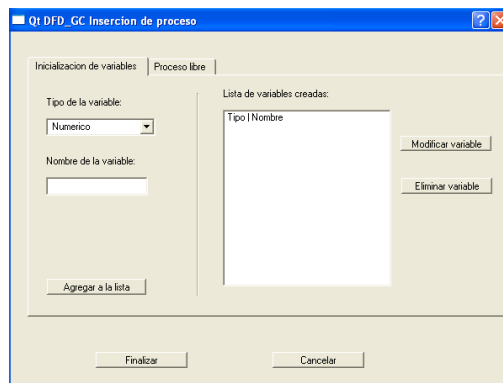 Qt DFD_GC Insercion de proceso
Inicializacion de variables
Proceso libre
Tipo de la variable:
Numerico
Nombre de la variable:
Agregar a la lista
Lista de variables creadas:
Tipo | Nombre
Modificar variable
Eliminar variable
Finalizar
Cancelar